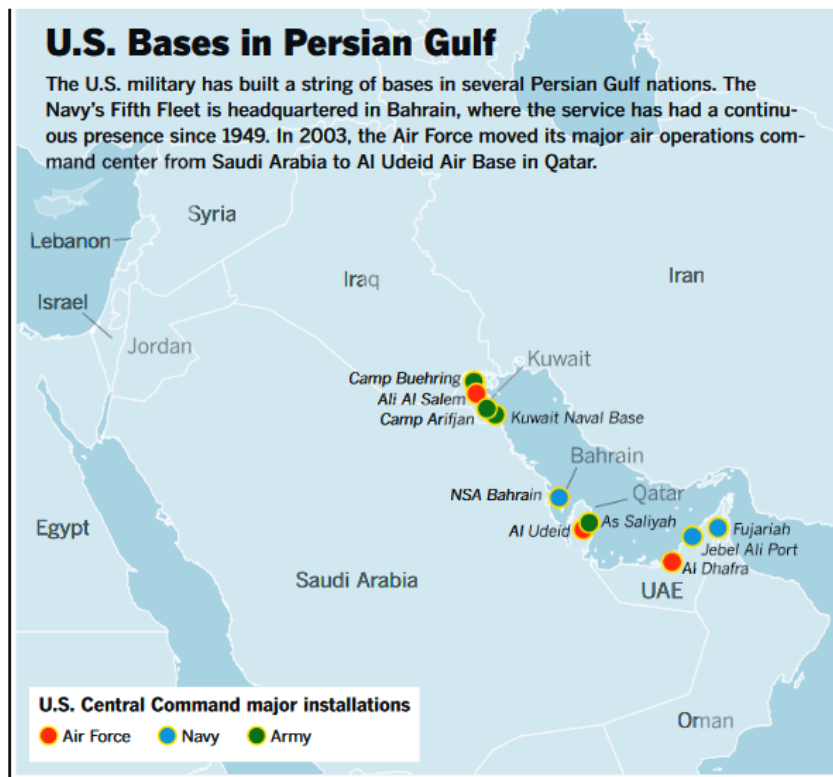 U.S. Bases in Persian Gulf
The U.S. military has built a string of bases in several Persian Gulf nations. The
Navy's Fifth Fleet is headquartered in Bahrain, where the service has had a continu-
ous presence since 1949. In 2003, the Air Force moved its major air operations com-
mand center from Saudi Arabia to Al Udeid Air Base in Qatar.
Syria
Lebanon
Iraq
Iran
Israel
Jordan
Kuwait
Camp Buehring
Ali Al Salem
Camp Arifjan
Kuwait Naval Base
Bahrain
NSA Bahrain
Qatar
As Saliyah
Al Udeid
Fujariah
Jebel Ali Port
Al Dhafra
Egypt
Saudi Arabia
UAE
Oman
U.S. Central Command major installations
Air Force
Navy
Army